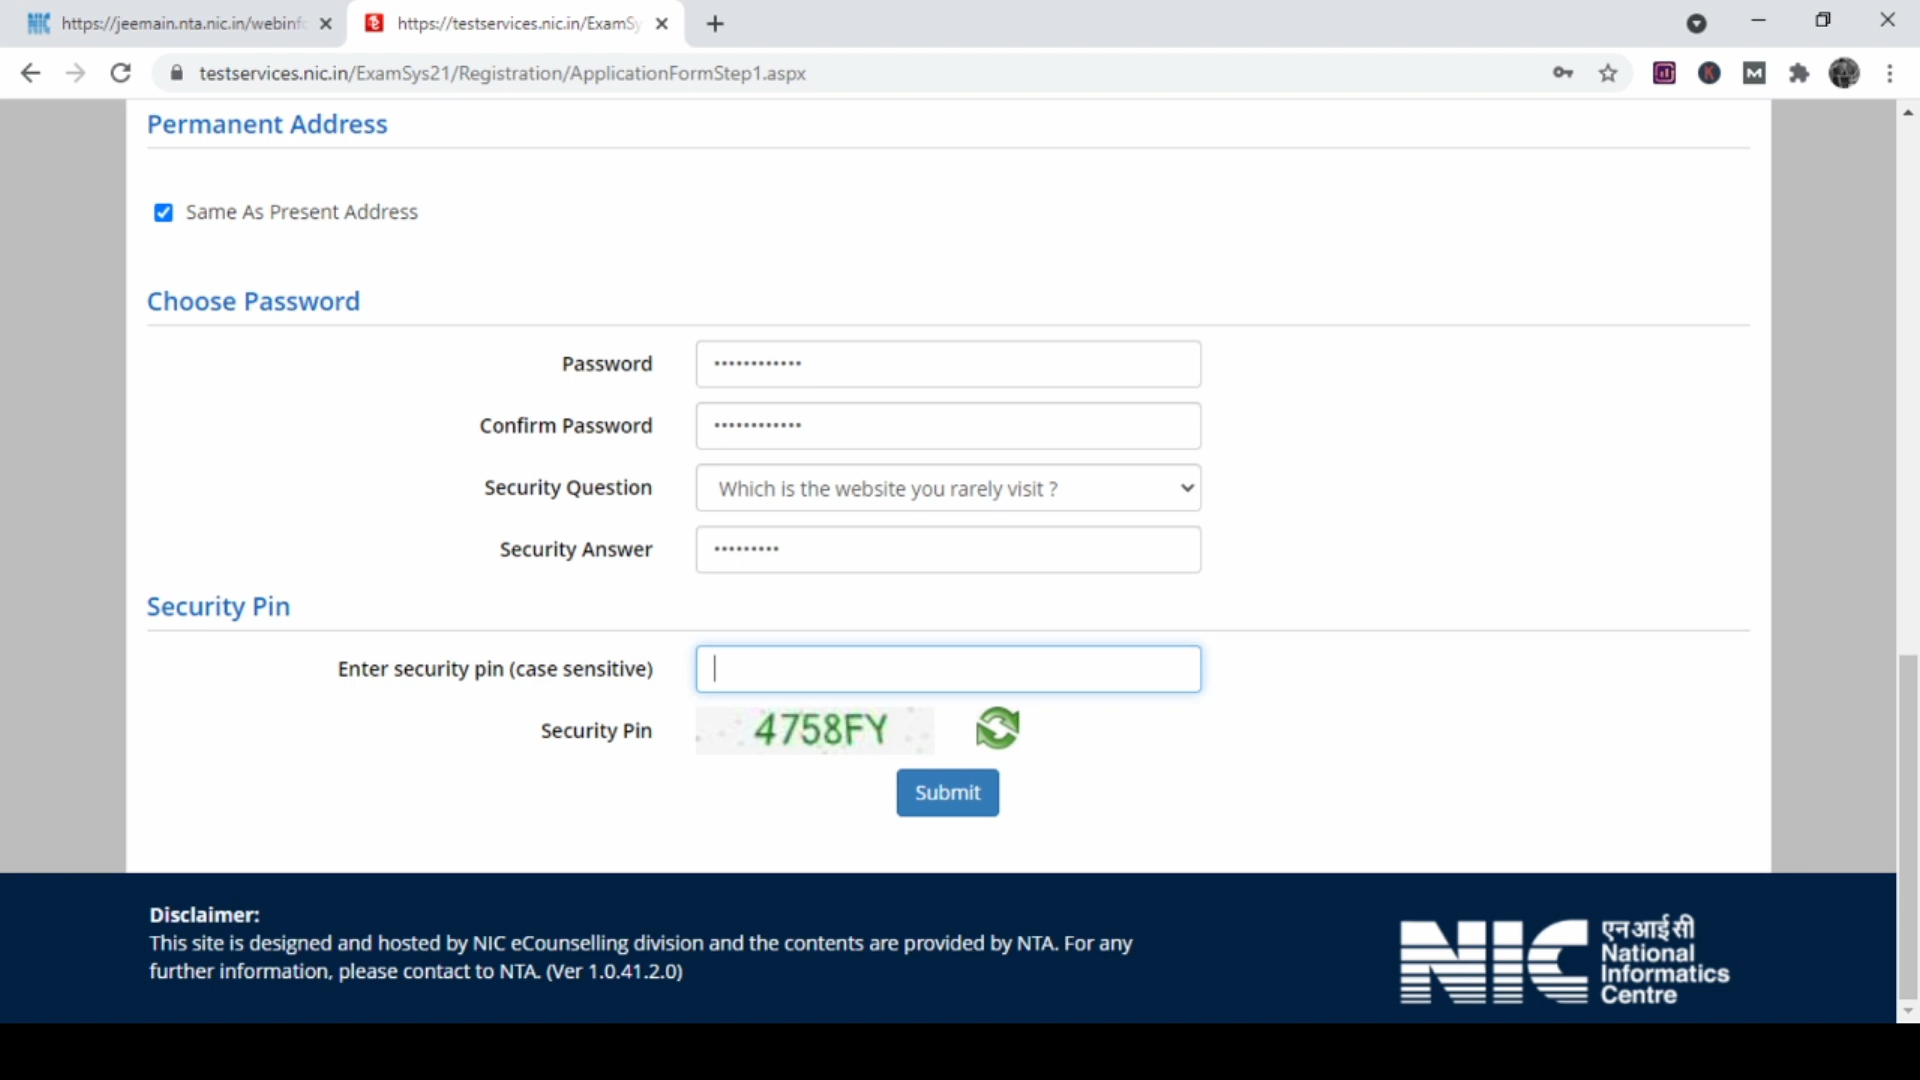 https://jeemain.nta.nic.in/webinfo
https://testservices.nic.in/ExamSy
testservices.nic.in/ExamSys21/Registration/ApplicationFormStep1.aspx
Permanent Address
Same As Present Address
Choose Password
Password
Confirm Password
Security Question
Which is the website you rarely visit ?
Security Answer
Security Pin
Enter security pin (case sensitive)
Security Pin
4758FY
Submit
Disclaimer:
This site is designed and hosted by NIC eCounselling division and the contents are provided by NTA. For any
further information, please contact to NTA. (Ver 1.0.41.2.0)
NIC
एनआईसी
National
Informatics
Centre